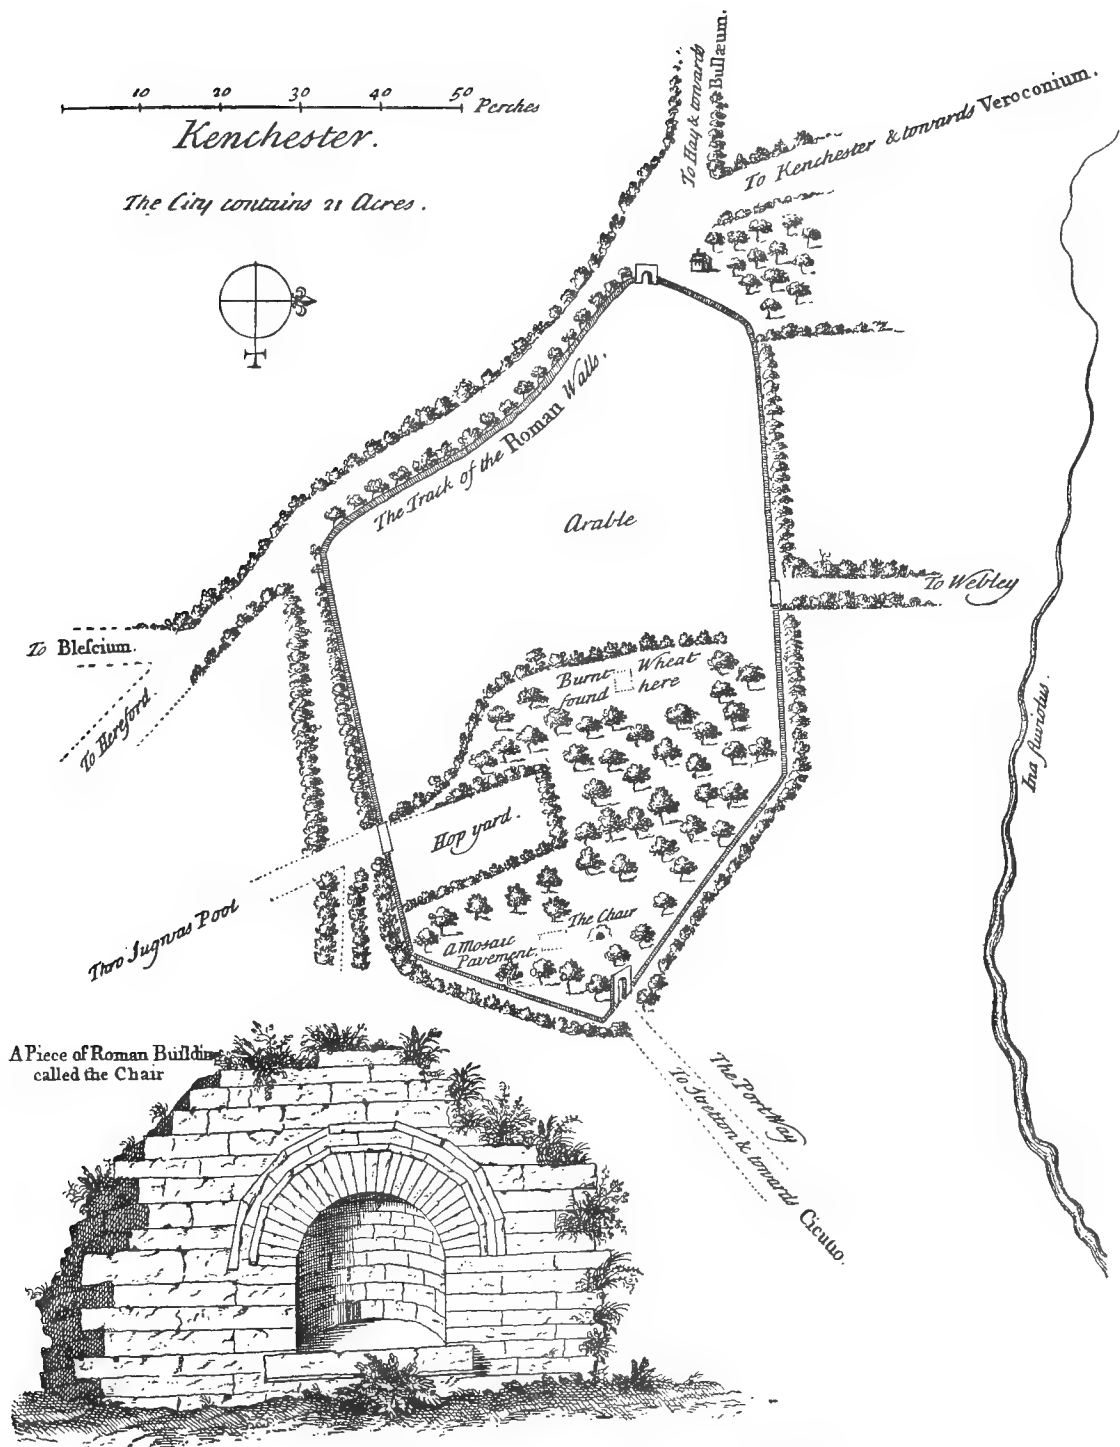 10 20 30 40 50 Perches
Kenchester.
The City contains 21 Acres.
To Hay & towards
Bullæum.
To Kenchester & towards Veroconium.
The Track of the Roman Walls.
Arable
To Webley
To Bleſcium.
To Hereford.
Burnt Wheat
found here
Ina fluvius.
Hop yard.
Thro' Sugwas Pool
The Chair
A Mosaic
Pavement.
The Port Way
To Stretton & towards Cicutio.
A Piece of Roman Building
called the Chair